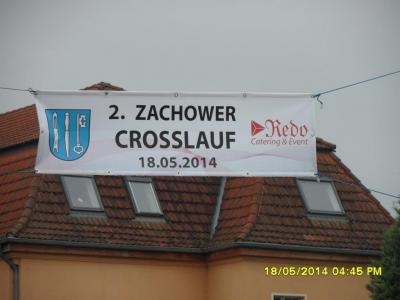 2. ZACHOWER
CROSSLAUF
18.05.2014
Redo
Catering & Event
18/05/2014 04:45 PM